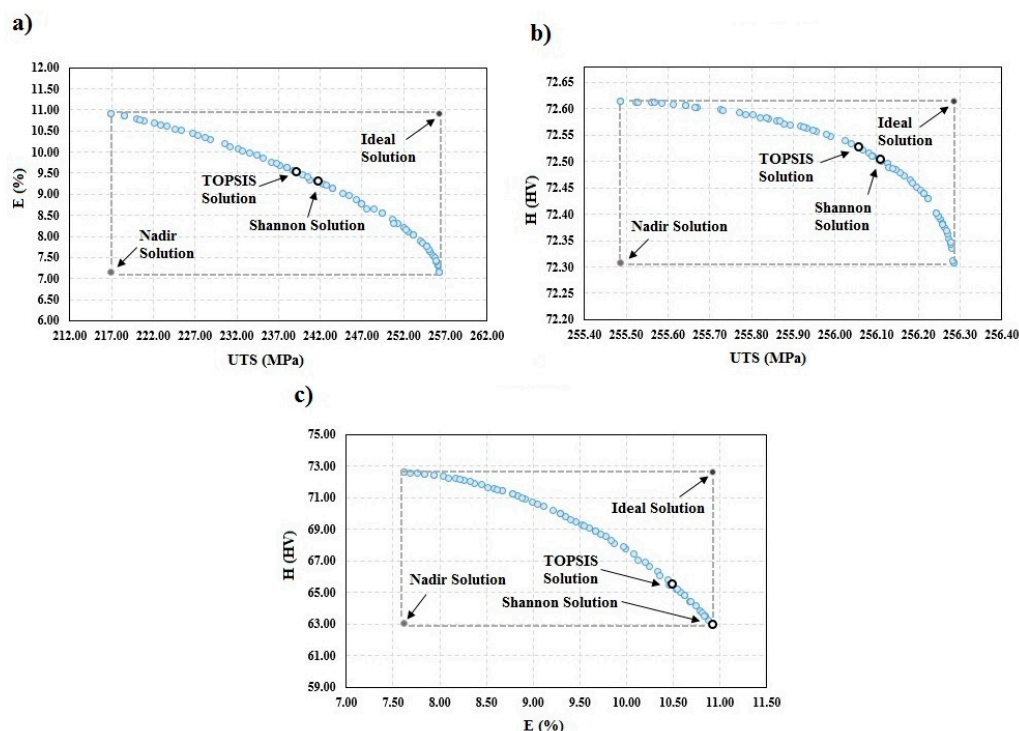 a)
12.00
11.50
11.00
10.50
10.00
9.50
9.00
8.50
8.00
7.50
7.00
6.50
6.00
E (%)
Ideal
Solution
TOPSIS
Solution
Shannon Solution
Nadir
Solution
212.00 217.00 222.00 227.00 232.00 237.00 242.00 247.00 252.00 257.00 262.00
UTS (MPa)
b)
72.65
72.60
72.55
72.50
72.45
72.40
72.35
72.30
72.25
72.20
H (HV)
Ideal
Solution
TOPSIS
Solution
Shannon
Solution
Nadir Solution
255.40 255.50 255.60 255.70 255.80 255.90 256.00 256.10 256.20 256.30 256.40
UTS (MPa)
c)
75.00
73.00
71.00
69.00
67.00
65.00
63.00
61.00
59.00
H (HV)
Ideal Solution
TOPSIS
Solution
Nadir Solution
Shannon Solution
7.00 7.50 8.00 8.50 9.00 9.50 10.00 10.50 11.00 11.50
E (%)